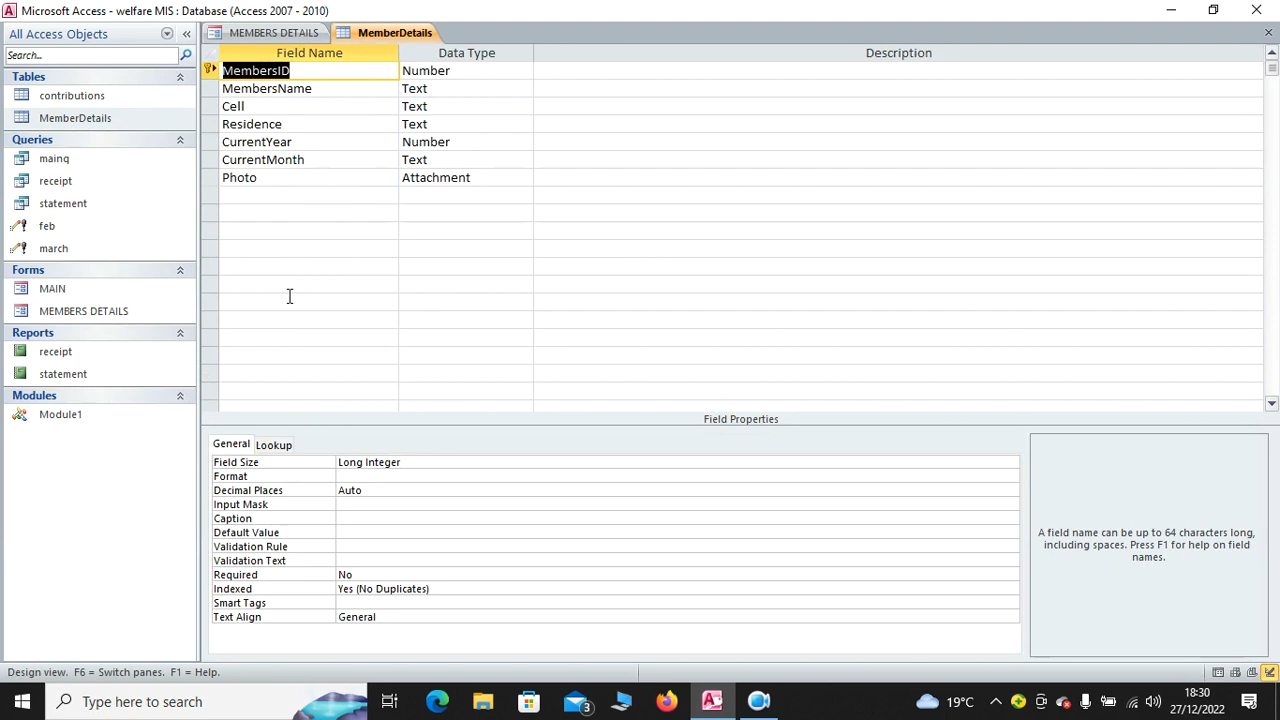 Microsoft Access - welfare MIS : Database (Access 2007 - 2010)
All Access Objects
Search...
Tables
contributions
MemberDetails
Queries
mainq
receipt
statement
feb
march
Forms
MAIN
MEMBERS DETAILS
Reports
receipt
statement
Modules
Module1
MEMBERS DETAILS
MemberDetails
Field Name Data Type Description
MembersID Number
MembersName Text
Cell Text
Residence Text
CurrentYear Number
CurrentMonth Text
Photo Attachment
Field Properties
General Lookup
Field Size Long Integer
Format
Decimal Places Auto
Input Mask
Caption
Default Value
Validation Rule
Validation Text
Required No
Indexed Yes (No Duplicates)
Smart Tags
Text Align General
A field name can be up to 64 characters long,
including spaces. Press F1 for help on field
names.
Design view. F6 = Switch panes. F1 = Help.
Type here to search
3
19°C
18:30
27/12/2022